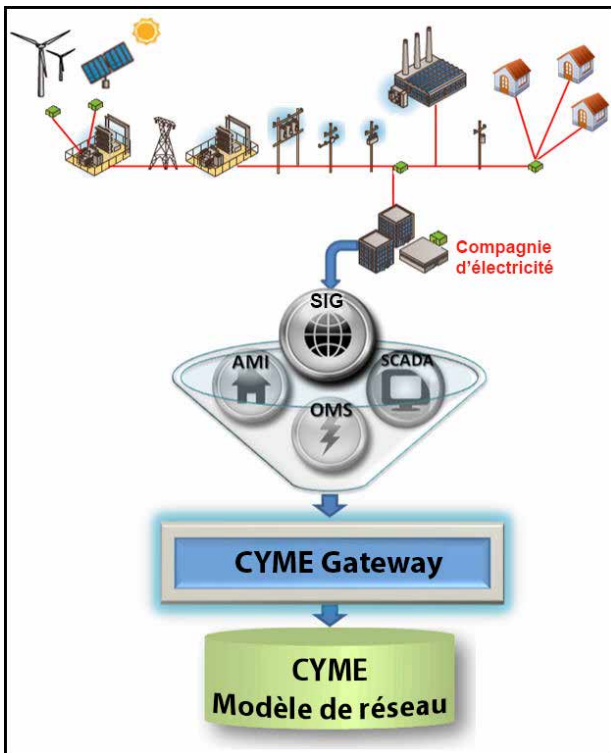 Compagnie
d'électricité
SIG
AMI
SCADA
OMS
CYME Gateway
CYME
Modèle de réseau